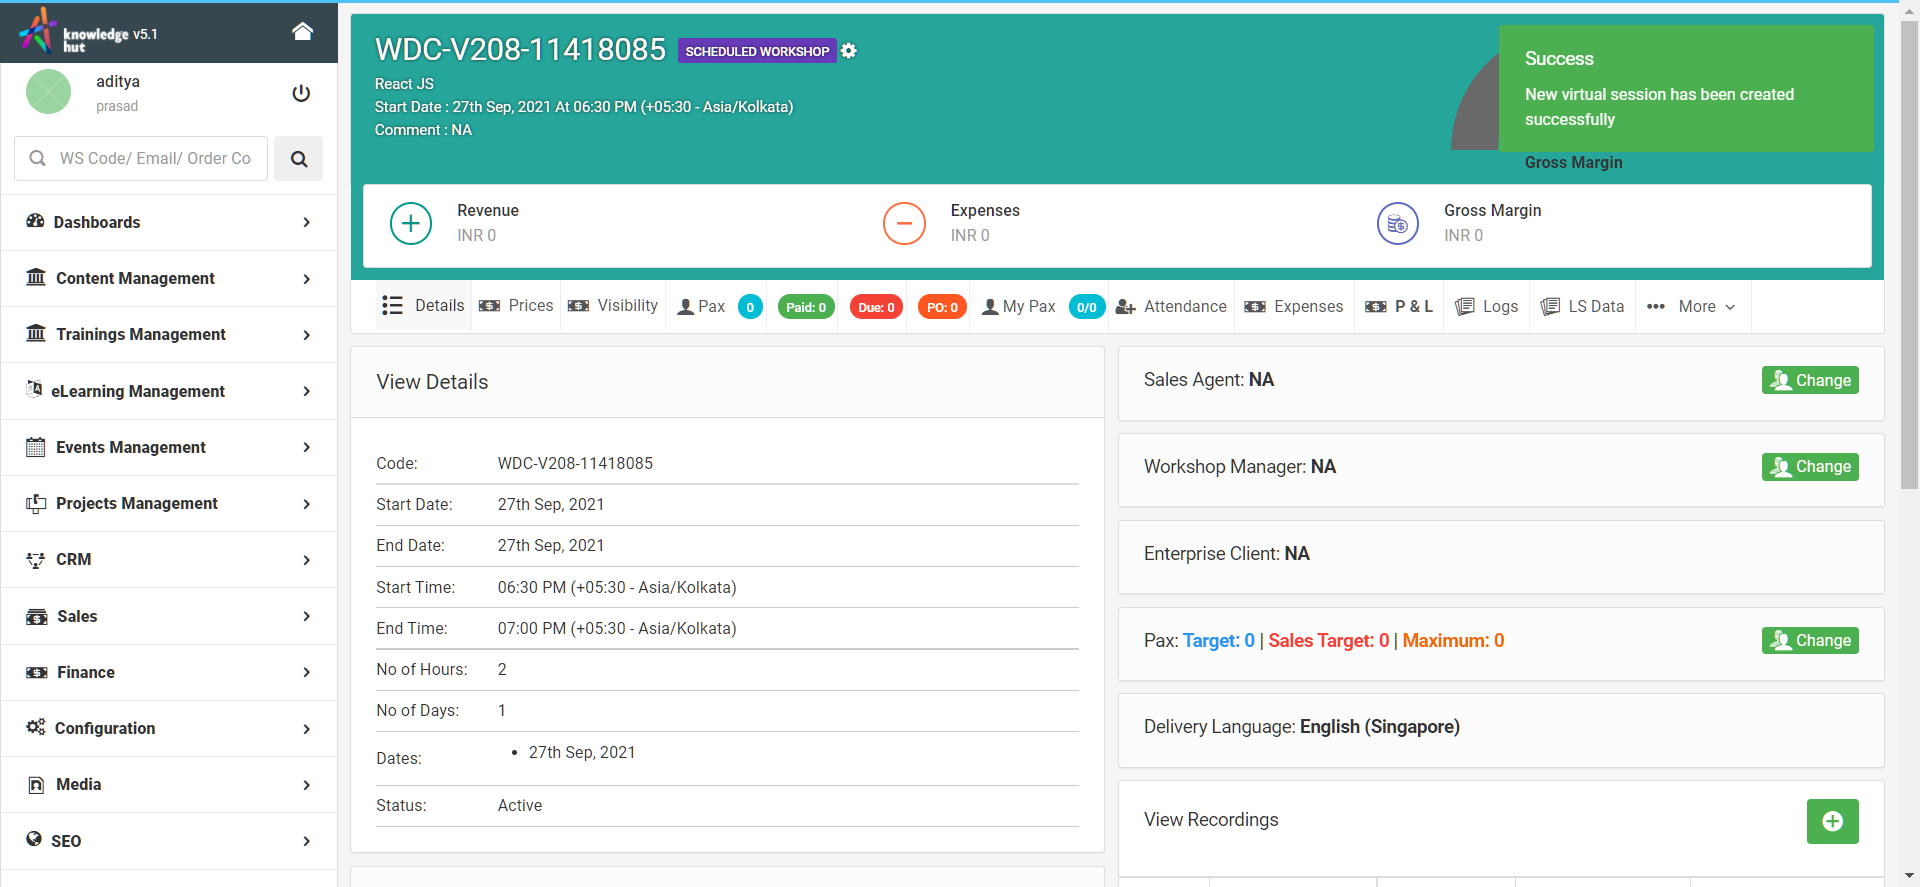 knowledge
hut
v5.1
aditya
prasad
WS Code/ Email/ Order Co
Dashboards
Content Management
Trainings Management
eLearning Management
Events Management
Projects Management
CRM
Sales
Finance
Configuration
Media
SEO
WDC-V208-11418085 SCHEDULED WORKSHOP
React JS
Start Date : 27th Sep, 2021 At 06:30 PM (+05:30 - Asia/Kolkata)
Comment : NA
Success
New virtual session has been created
successfully
Gross Margin
Revenue
INR 0
Expenses
INR 0
Gross Margin
INR 0
Details Prices Visibility Pax 0 Paid: 0 Due: 0 PO: 0 My Pax 0/0 Attendance Expenses P & L Logs LS Data More
View Details
Code: WDC-V208-11418085
Start Date: 27th Sep, 2021
End Date: 27th Sep, 2021
Start Time: 06:30 PM (+05:30 - Asia/Kolkata)
End Time: 07:00 PM (+05:30 - Asia/Kolkata)
No of Hours: 2
No of Days: 1
Dates: • 27th Sep, 2021
Status: Active
Sales Agent: NA Change
Workshop Manager: NA Change
Enterprise Client: NA
Pax: Target: 0 | Sales Target: 0 | Maximum: 0 Change
Delivery Language: English (Singapore)
View Recordings